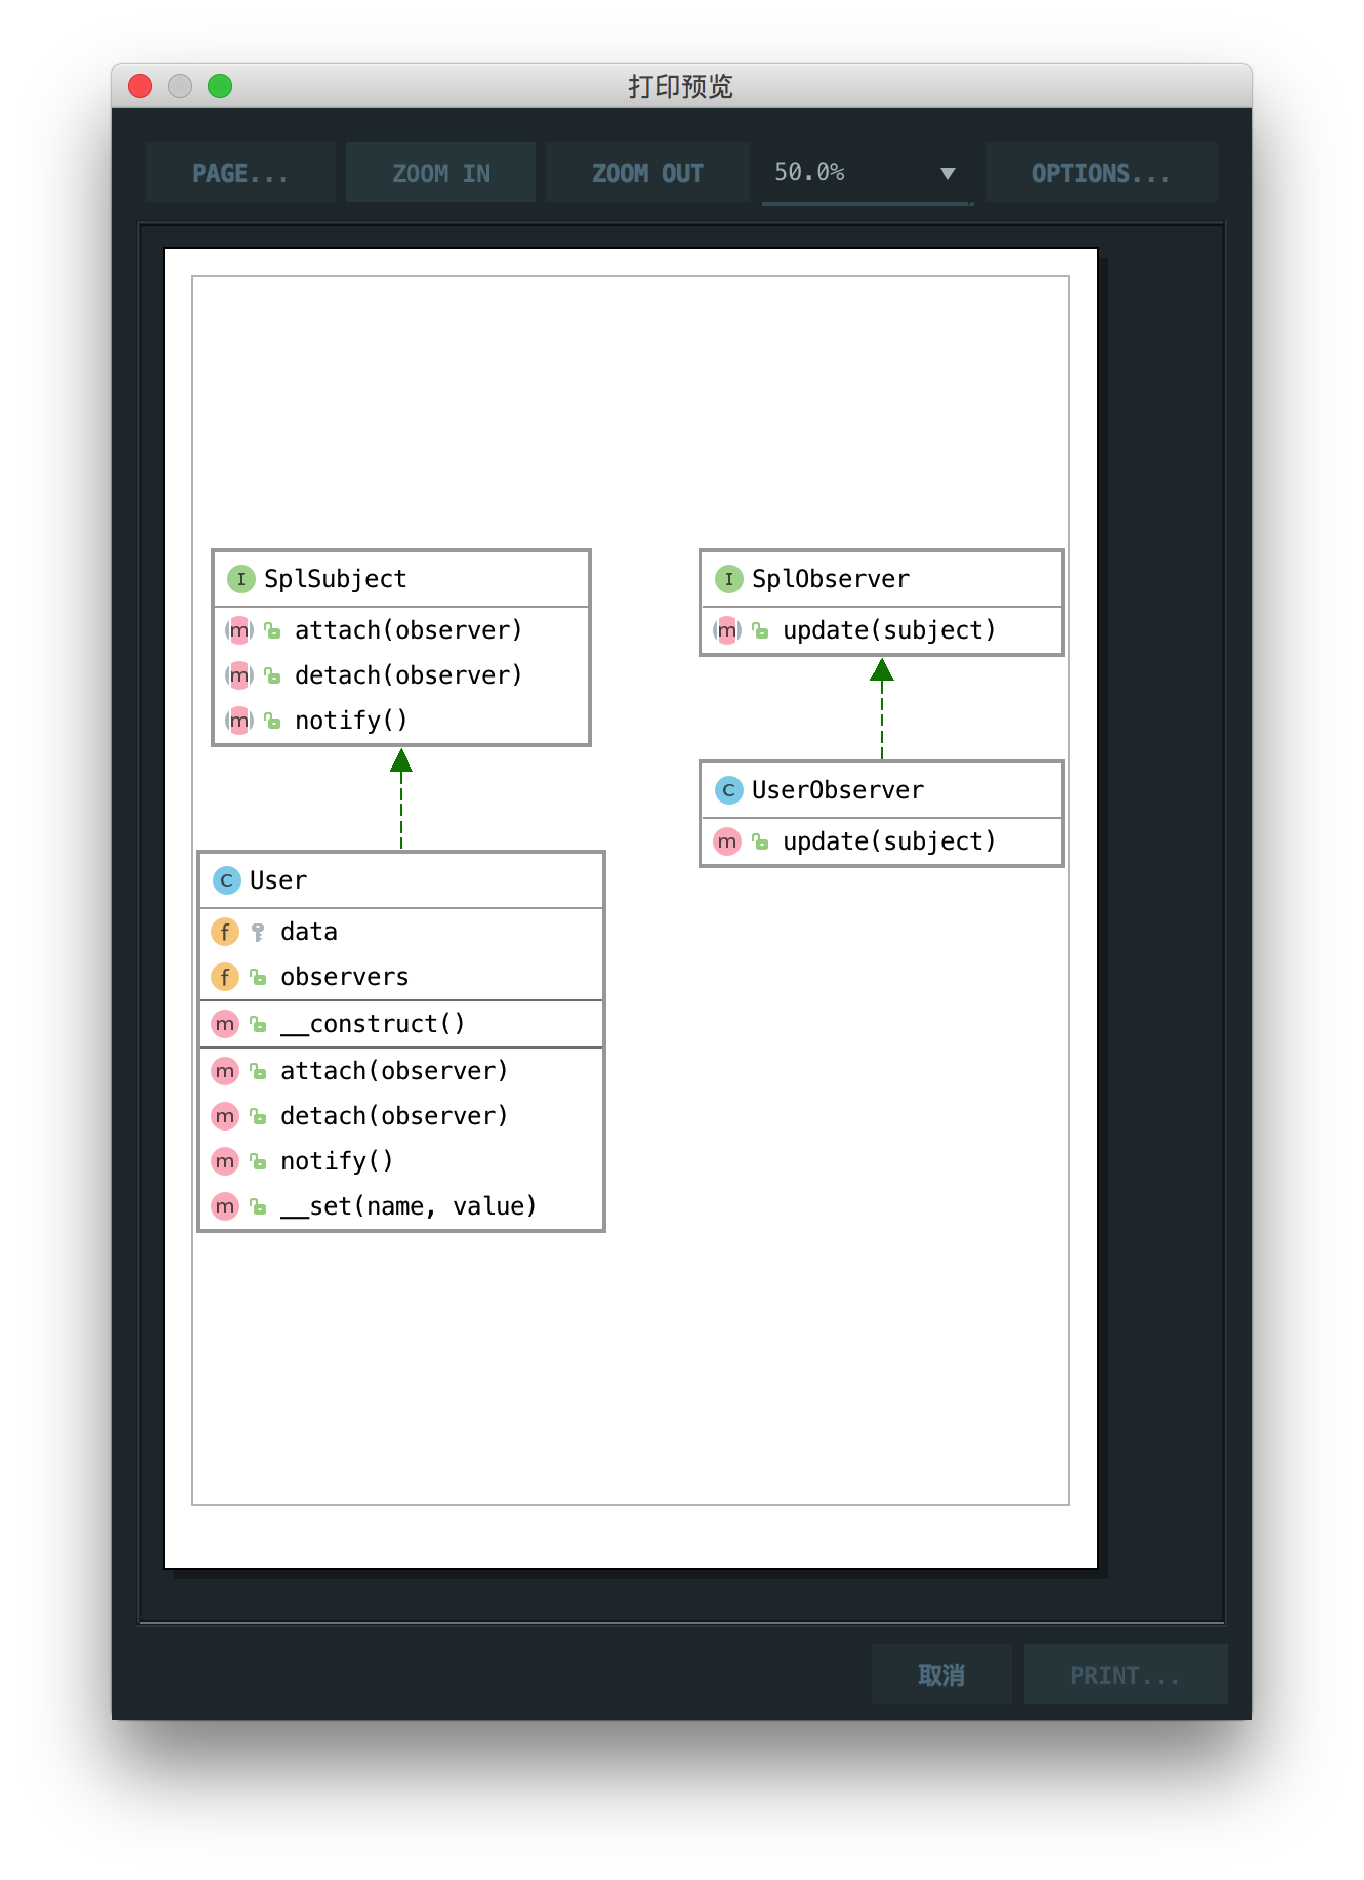 打印预览
PAGE... ZOOM IN ZOOM OUT 50.0% OPTIONS...
I SplSubject
m attach(observer)
m detach(observer)
m notify()
I SplObserver
m update(subject)
C UserObserver
m update(subject)
C User
f data
f observers
m __construct()
m attach(observer)
m detach(observer)
m notify()
m __set(name, value)
取消 PRINT...